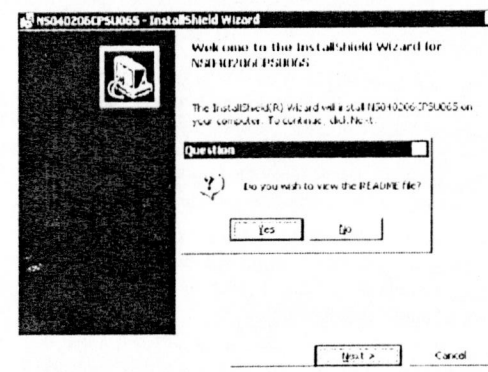 NS040206CPSU065 - InstallShield Wizard
Welcome to the InstallShield Wizard for
NS040206CPSU065
The InstallShield(R) Wizard will install NS040206CPSU065 on
your computer. To continue, click Next.
Question
Do you wish to view the README file?
Yes
No
Next >
Cancel